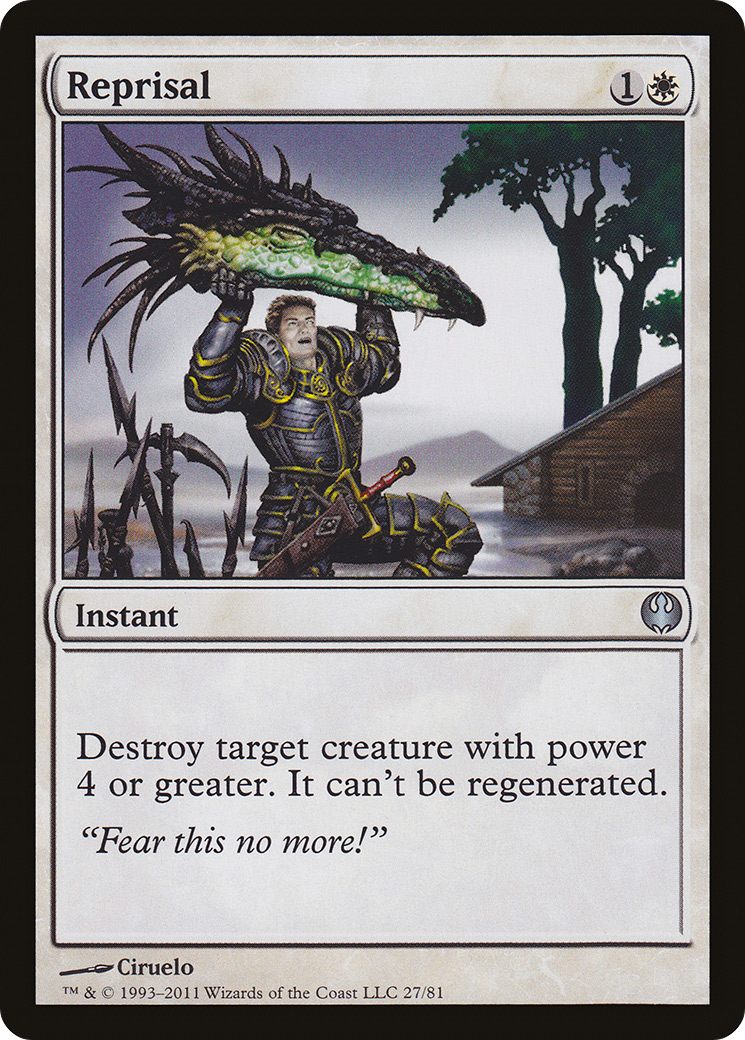 Reprisal 1
Instant
Destroy target creature with power
4 or greater. It can't be regenerated.
“Fear this no more!”
Ciruelo
™ & © 1993–2011 Wizards of the Coast LLC 27/81